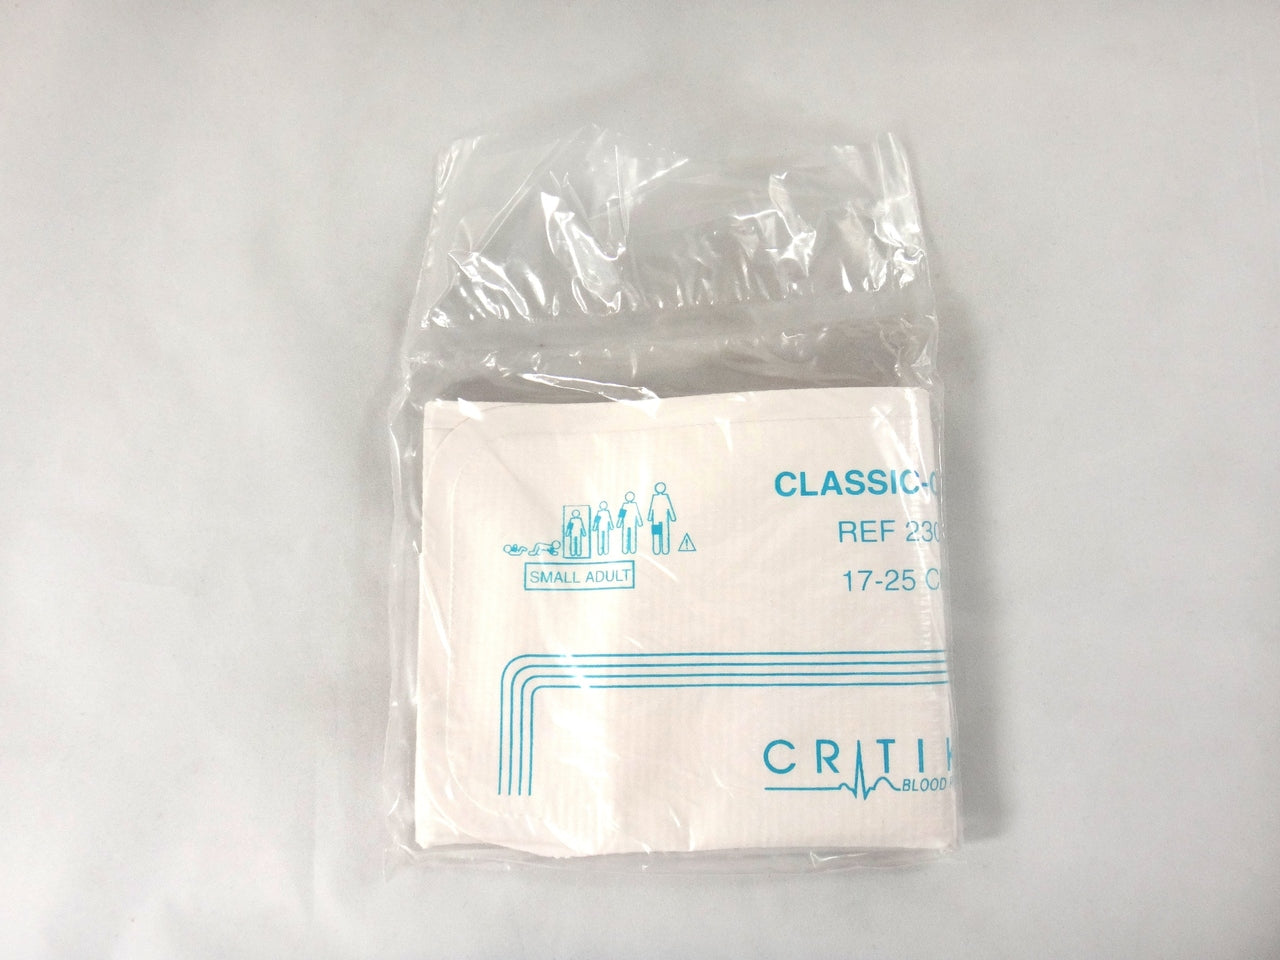 CLASSIC-C
REF 230
SMALL ADULT
17-25 C
CRITIK
BLOOD